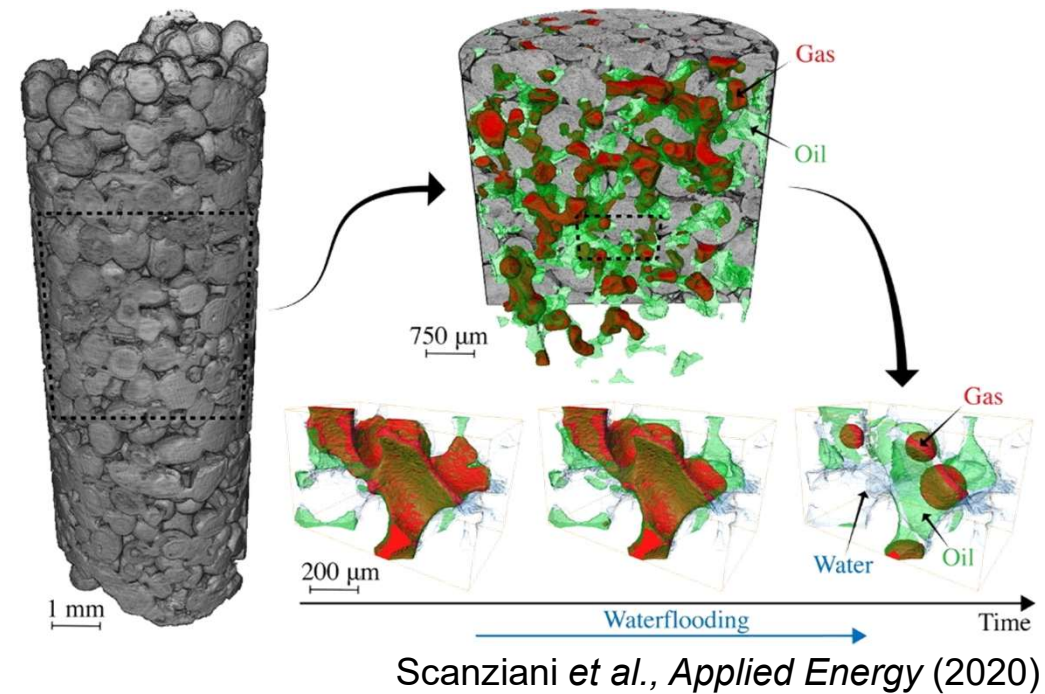 Gas
Oil
750 μm
Gas
Water
Oil
200 μm
1 mm
Time
Waterflooding
Scanziani et al., Applied Energy (2020)